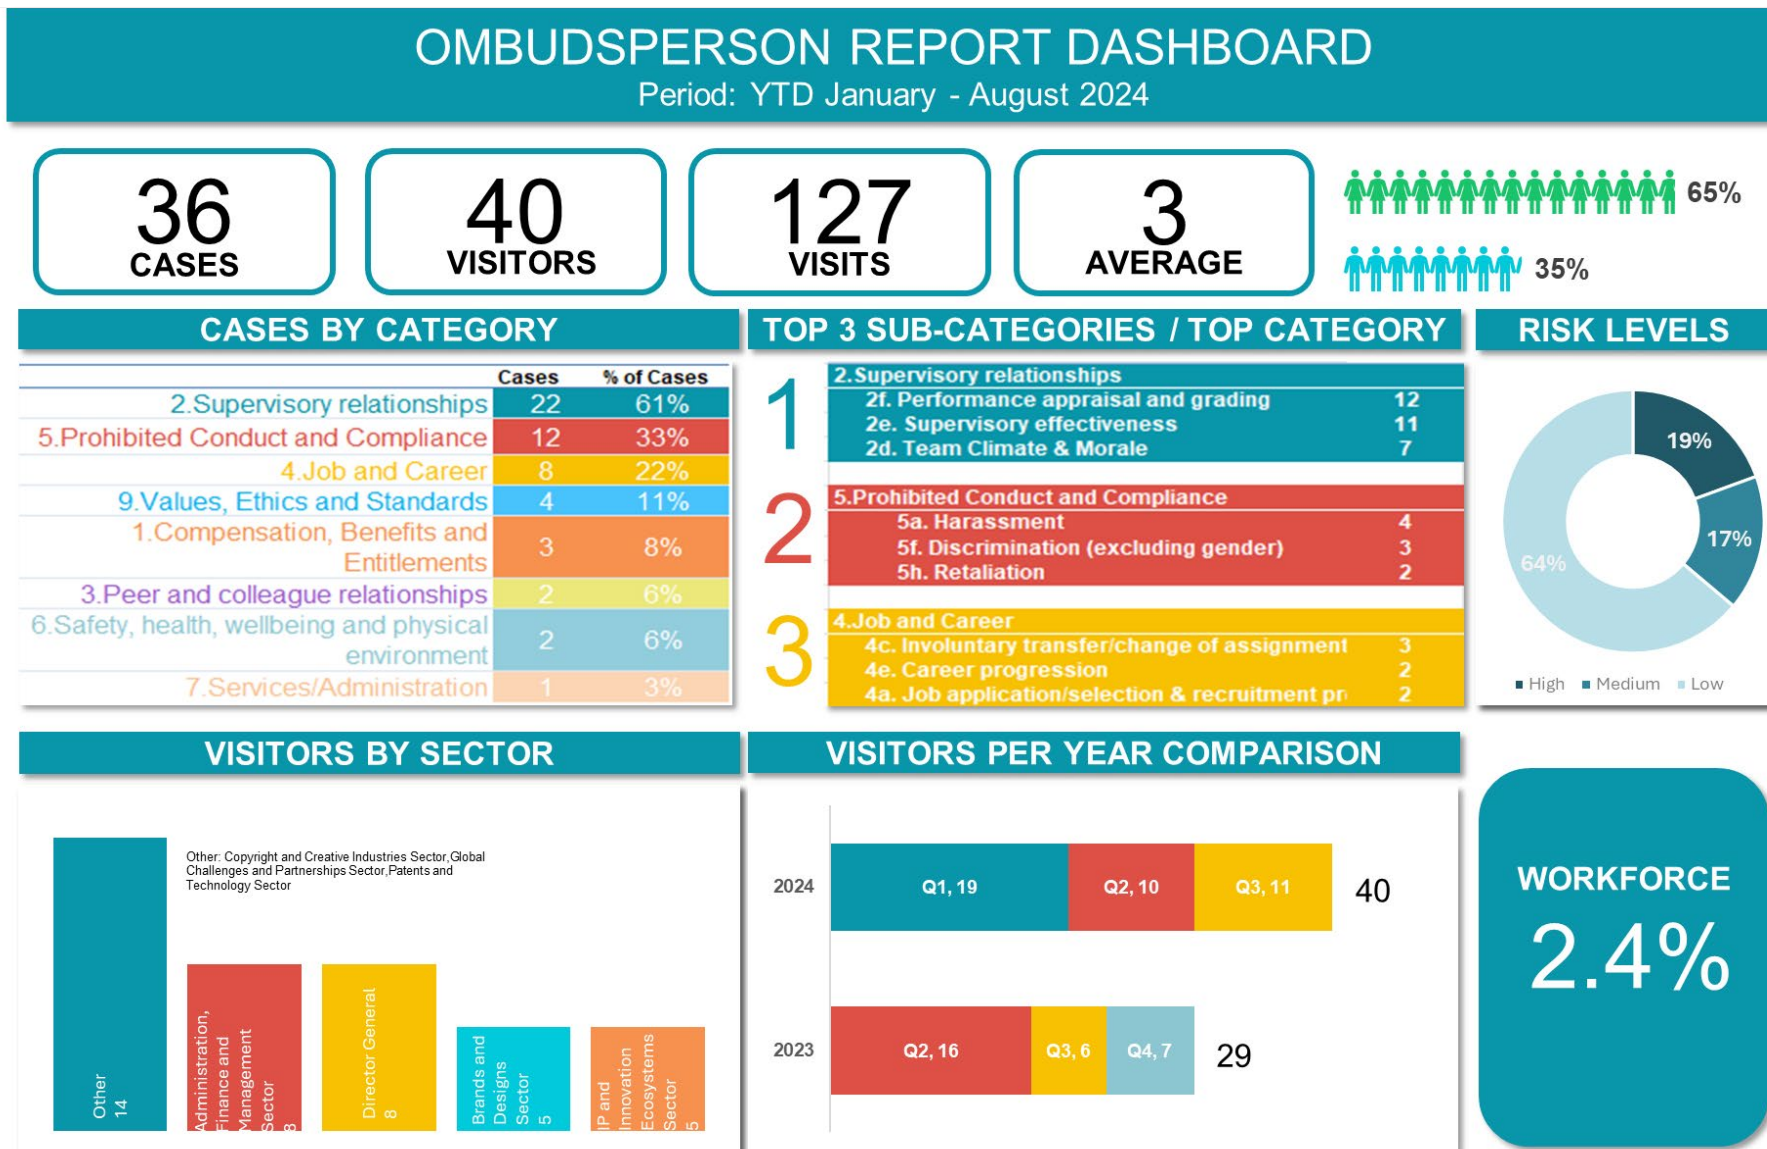 OMBUDSPERSON REPORT DASHBOARD
Period: YTD January - August 2024
36
CASES
40
VISITORS
127
VISITS
3
AVERAGE
65%
35%
CASES BY CATEGORY
Cases % of Cases
2.Supervisory relationships 22 61%
5.Prohibited Conduct and Compliance 12 33%
4.Job and Career 8 22%
9.Values, Ethics and Standards 4 11%
1.Compensation, Benefits and
Entitlements 3 8%
3.Peer and colleague relationships 2 6%
6.Safety, health, wellbeing and physical
environment 2 6%
7.Services/Administration 1 3%
TOP 3 SUB-CATEGORIES / TOP CATEGORY
1
2.Supervisory relationships
2f. Performance appraisal and grading 12
2e. Supervisory effectiveness 11
2d. Team Climate & Morale 7
2
5.Prohibited Conduct and Compliance
5a. Harassment 4
5f. Discrimination (excluding gender) 3
5h. Retaliation 2
3
4.Job and Career
4c. Involuntary transfer/change of assignment 3
4e. Career progression 2
4a. Job application/selection & recruitment pr 2
RISK LEVELS
19%
17%
64%
High Medium Low
VISITORS BY SECTOR
Other: Copyright and Creative Industries Sector,Global
Challenges and Partnerships Sector,Patents and
Technology Sector
Other
14
Administration,
Finance and
Management
Sector
8
Director General
8
Brands and
Designs
Sector
5
IP and
Innovation
Ecosystems
Sector
5
VISITORS PER YEAR COMPARISON
2024 Q1, 19 Q2, 10 Q3, 11 40
2023 Q2, 16 Q3, 6 Q4, 7 29
WORKFORCE
2.4%